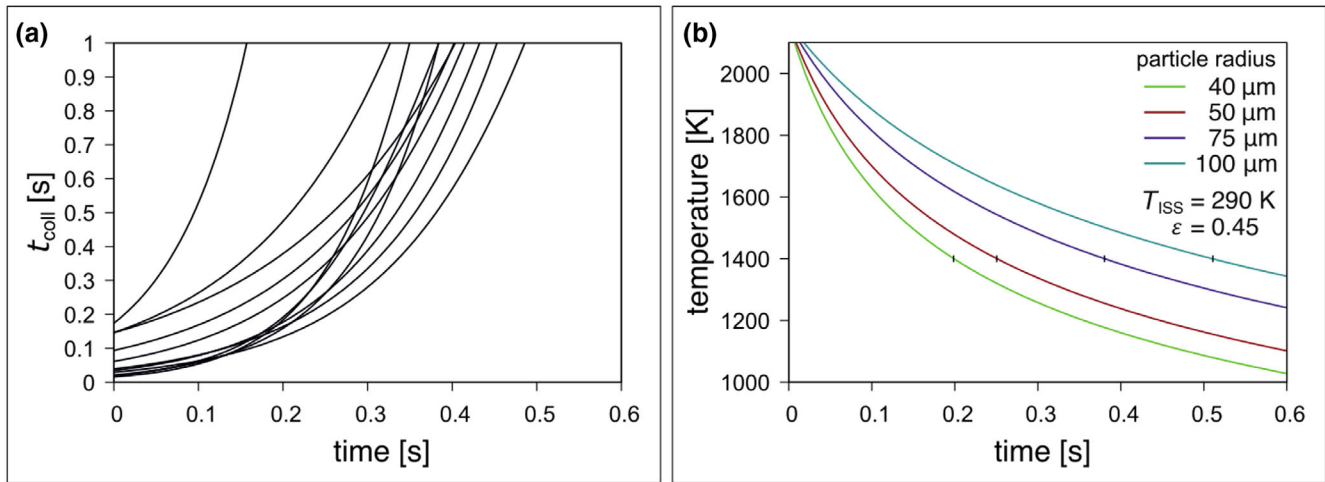 (a)
1
0.9
0.8
0.7
0.6
0.5
0.4
0.3
0.2
0.1
0
t_coll [s]
0 0.1 0.2 0.3 0.4 0.5 0.6
time [s]
(b)
2000
1800
1600
1400
1200
1000
temperature [K]
particle radius
40 µm
50 µm
75 µm
100 µm
T_ISS = 290 K
ε = 0.45
0 0.1 0.2 0.3 0.4 0.5 0.6
time [s]